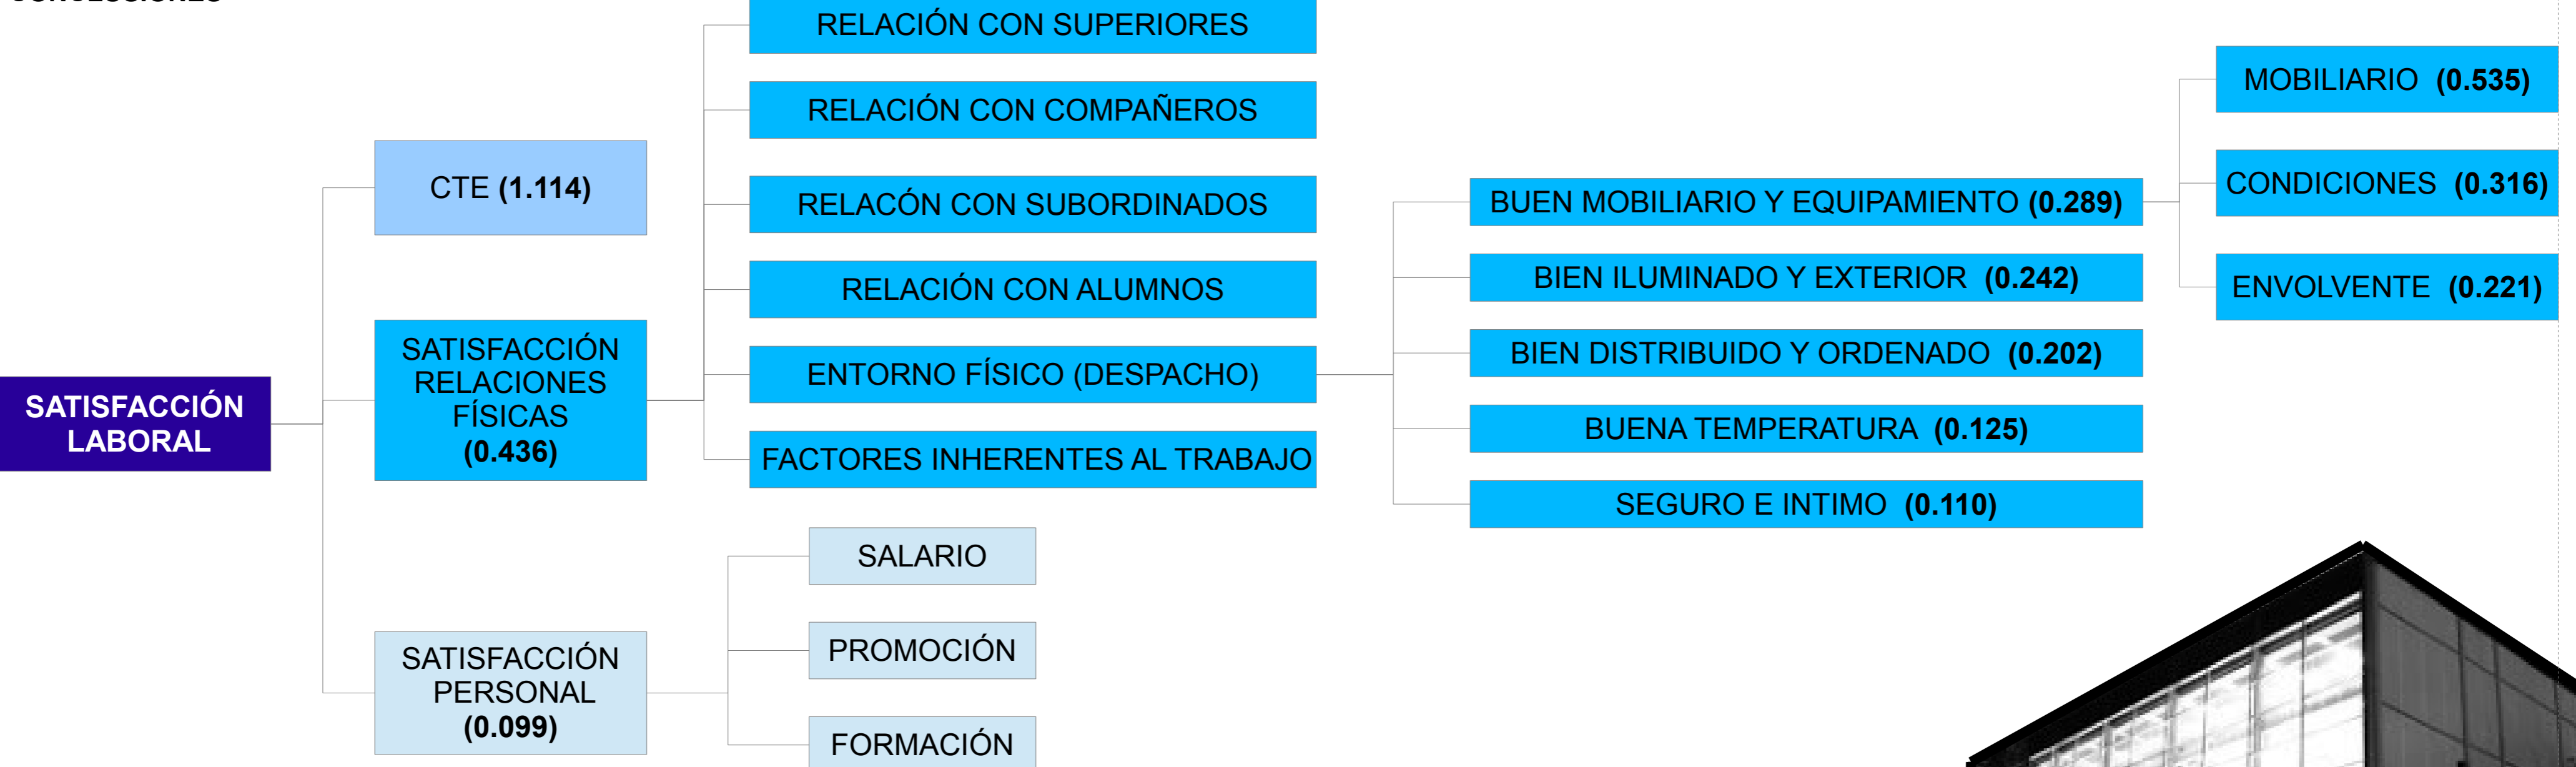 SATISFACCIÓN
LABORAL
CTE (1.114)
SATISFACCIÓN
RELACIONES
FÍSICAS
(0.436)
SATISFACCIÓN
PERSONAL
(0.099)
RELACIÓN CON SUPERIORES
RELACIÓN CON COMPAÑEROS
RELACÓN CON SUBORDINADOS
RELACIÓN CON ALUMNOS
ENTORNO FÍSICO (DESPACHO)
FACTORES INHERENTES AL TRABAJO
SALARIO
PROMOCIÓN
FORMACIÓN
BUEN MOBILIARIO Y EQUIPAMIENTO (0.289)
BIEN ILUMINADO Y EXTERIOR (0.242)
BIEN DISTRIBUIDO Y ORDENADO (0.202)
BUENA TEMPERATURA (0.125)
SEGURO E INTIMO (0.110)
MOBILIARIO (0.535)
CONDICIONES (0.316)
ENVOLVENTE (0.221)